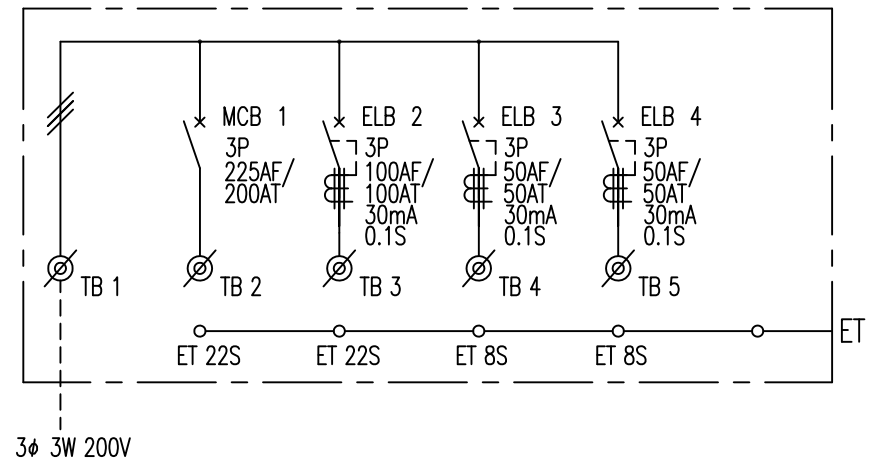 MCB 1
3P
225AF/
200AT
ELB 2
3P
100AF/
100AT
30mA
0.1S
ELB 3
3P
50AF/
50AT
30mA
0.1S
ELB 4
3P
50AF/
50AT
30mA
0.1S
TB 1
TB 2
TB 3
TB 4
TB 5
ET
ET 22S
ET 22S
ET 8S
ET 8S
3φ 3W 200V